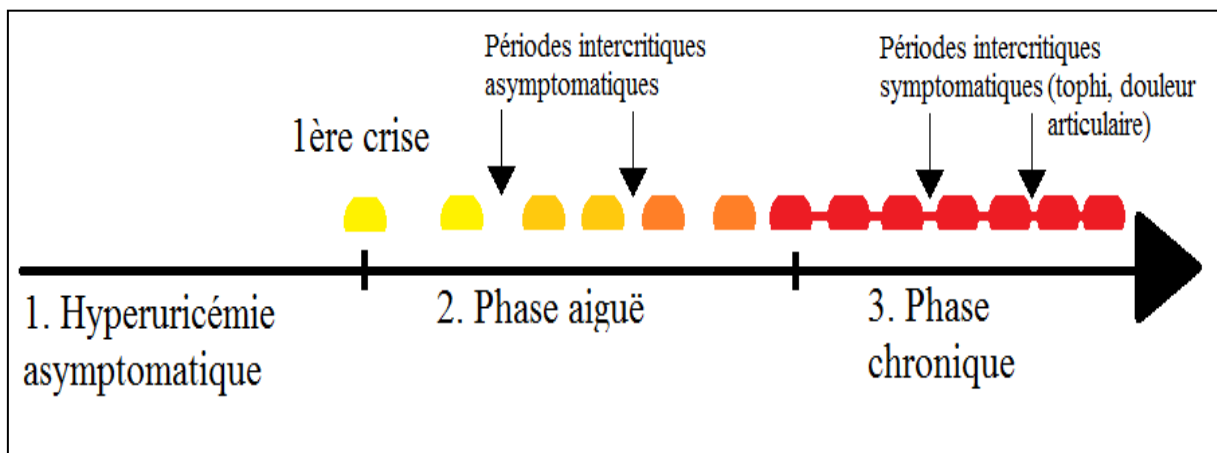 Périodes intercritiques
asymptomatiques
Périodes intercritiques
symptomatiques (tophi, douleur
articulaire)
1ère crise
1. Hyperuricémie
asymptomatique
2. Phase aiguë
3. Phase
chronique